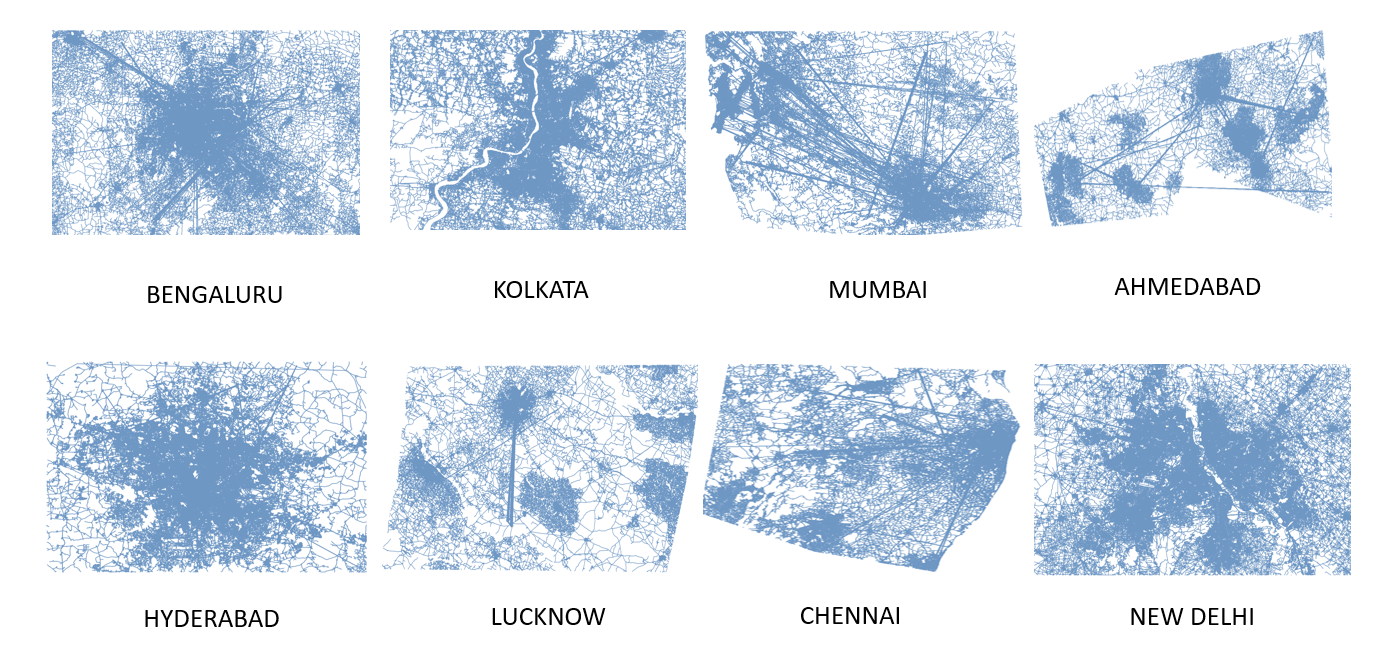 BENGALURU
KOLKATA
MUMBAI
AHMEDABAD
HYDERABAD
LUCKNOW
CHENNAI
NEW DELHI